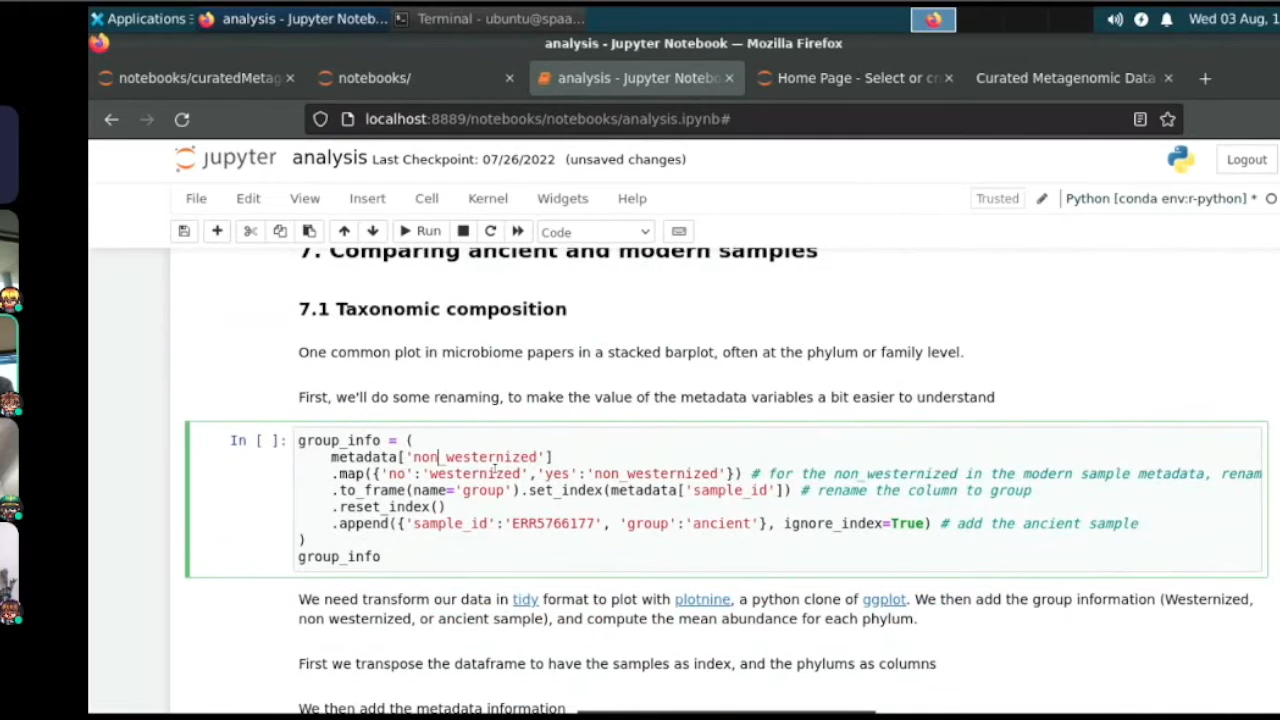 Applications
analysis - Jupyter Noteb...
Terminal - ubuntu@spaa...
Wed 03 Aug, 1
analysis - Jupyter Notebook — Mozilla Firefox
notebooks/curatedMetag
notebooks/
analysis - Jupyter Notebo
Home Page - Select or cr
Curated Metagenomic Data
localhost:8889/notebooks/notebooks/analysis.ipynb#
jupyter analysis Last Checkpoint: 07/26/2022 (unsaved changes)
Logout
File Edit View Insert Cell Kernel Widgets Help
Trusted Python [conda env:r-python] *
Run Code
7. Comparing ancient and modern samples
7.1 Taxonomic composition
One common plot in microbiome papers in a stacked barplot, often at the phylum or family level.
First, we'll do some renaming, to make the value of the metadata variables a bit easier to understand
In [ ]: group_info = (
metadata['non_westernized']
.map({'no':'westernized','yes':'non_westernized'}) # for the non_westernized in the modern sample metadata, renam
.to_frame(name='group').set_index(metadata['sample_id']) # rename the column to group
.reset_index()
.append({'sample_id':'ERR5766177', 'group':'ancient'}, ignore_index=True) # add the ancient sample
)
group_info
We need transform our data in tidy format to plot with plotnine, a python clone of ggplot. We then add the group information (Westernized,
non westernized, or ancient sample), and compute the mean abundance for each phylum.
First we transpose the dataframe to have the samples as index, and the phylums as columns
We then add the metadata information